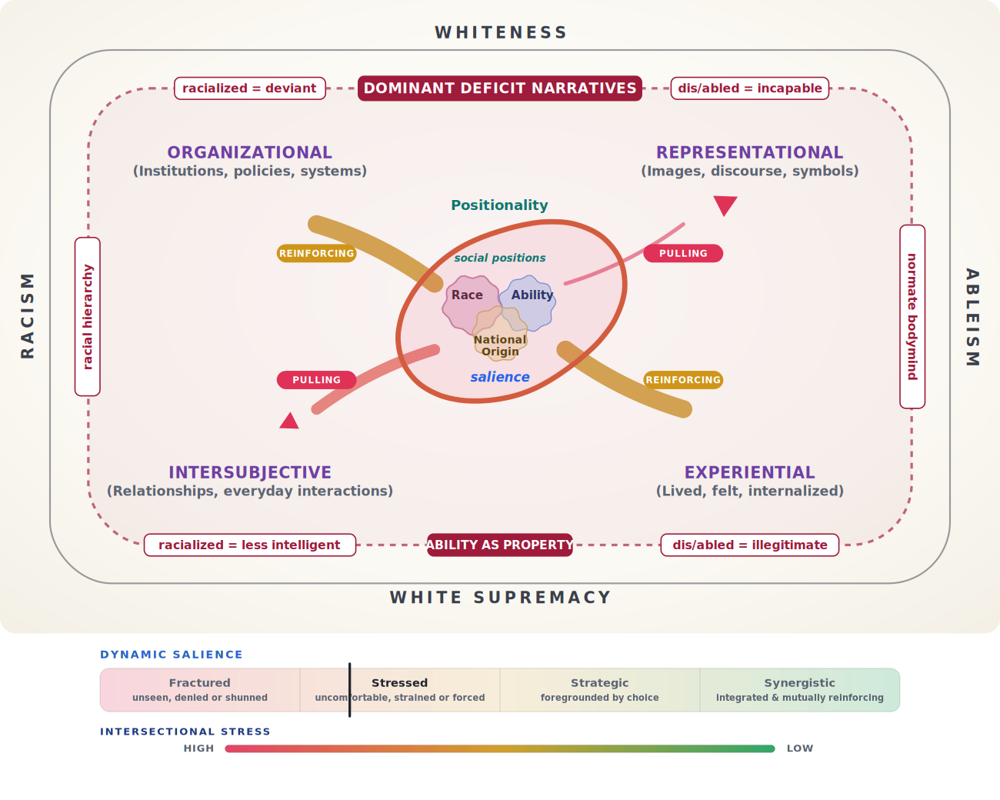 WHITENESS
racialized = deviant
DOMINANT DEFICIT NARRATIVES
dis/abled = incapable
ORGANIZATIONAL
(Institutions, policies, systems)
REPRESENTATIONAL
(Images, discourse, symbols)
Positionality
REINFORCING
social positions
PULLING
RACISM
racial hierarchy
Race
Ability
National
Origin
normate bodymind
ABLEISM
salience
PULLING
REINFORCING
INTERSUBJECTIVE
(Relationships, everyday interactions)
EXPERIENTIAL
(Lived, felt, internalized)
racialized = less intelligent
ABILITY AS PROPERTY
dis/abled = illegitimate
WHITE SUPREMACY
DYNAMIC SALIENCE
Fractured
unseen, denied or shunned
Stressed
uncomfortable, strained or forced
Strategic
foregrounded by choice
Synergistic
integrated & mutually reinforcing
INTERSECTIONAL STRESS
HIGH
LOW